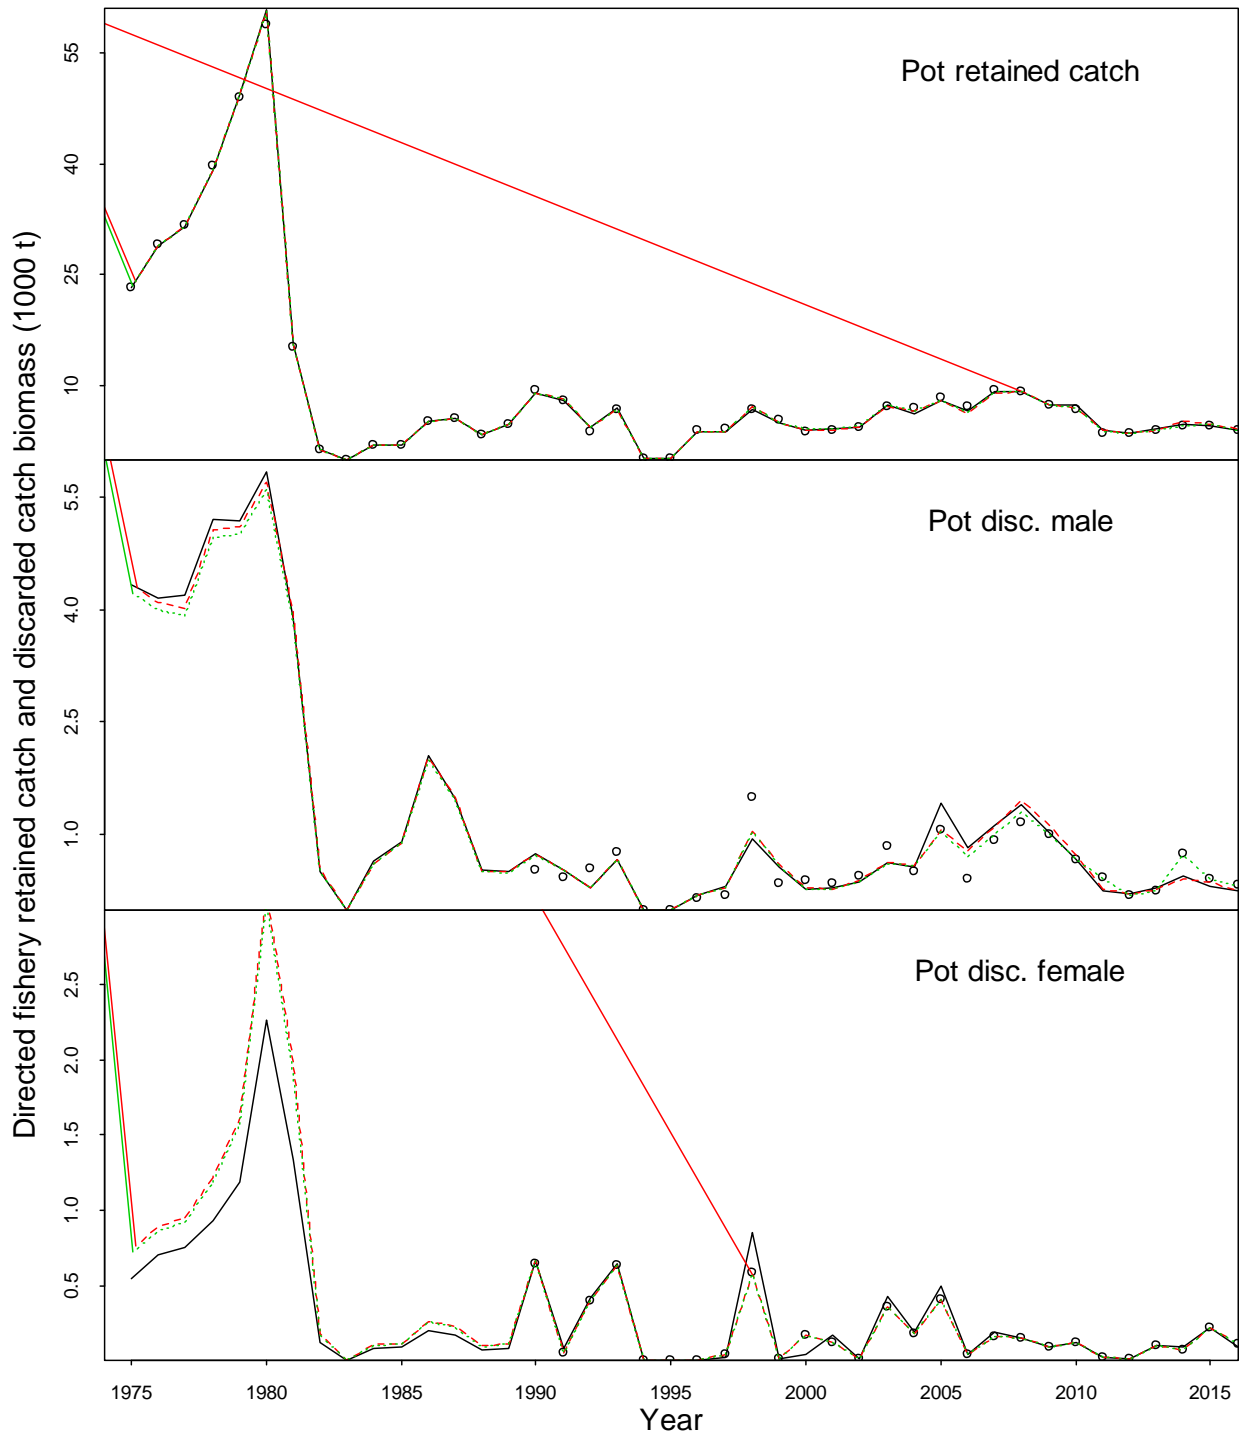 Directed fishery retained catch and discarded catch biomass (1000 t)
Pot retained catch
55
40
25
10
Pot disc. male
5.5
4.0
2.5
1.0
Pot disc. female
2.5
2.0
1.5
1.0
0.5
1975 1980 1985 1990 1995 2000 2005 2010 2015
Year